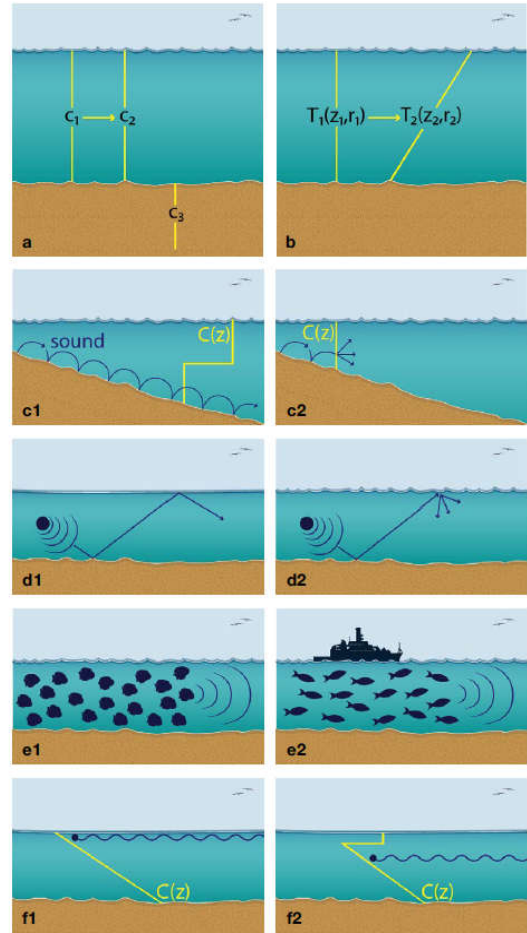 c₁ c₂
c₃
a
T₁(z₁,r₁) T₂(z₂,r₂)
b
sound
C(z)
c1
C(z)
c2
d1
d2
e1
e2
C(z)
f1
C(z)
f2